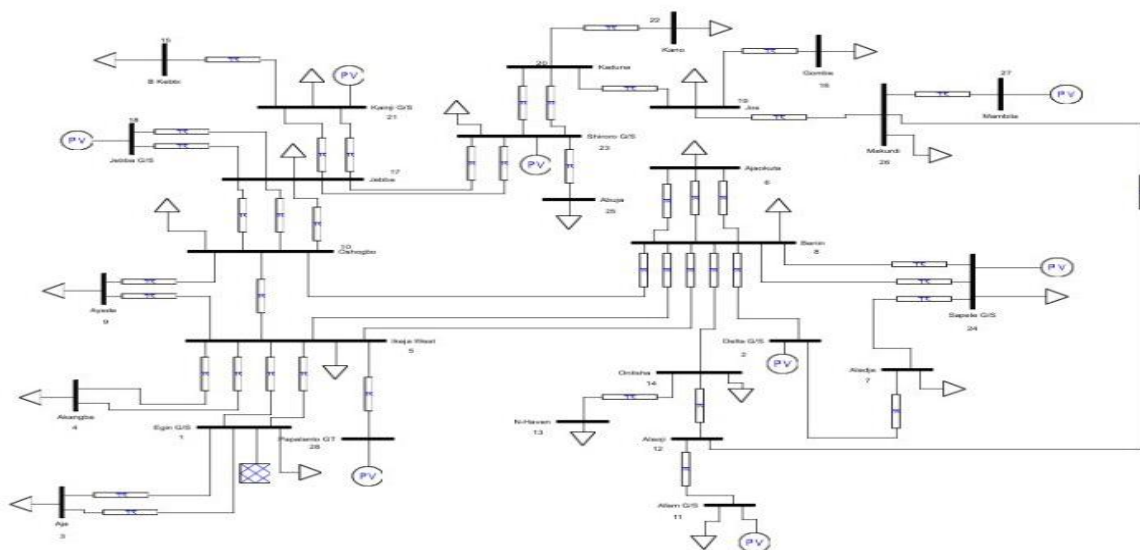 22
Kano
15
B Kebbi
PV
Kainji G/S
21
20
Kaduna
Gombe
16
19
Jos
27
Mambila
PV
Makurdi
26
18
PV
Jebba G/S
Shiroro G/S
23
PV
17
Jebba
Abuja
25
Ajaokuta
6
10
Oshogbo
Benin
8
PV
Sapele G/S
24
Ayede
9
Ikeja West
5
Delta G/S
2
PV
Onitsha
14
Aladja
7
Akangba
4
Egin G/S
1
Papalanto GT
28
PV
N-Haven
13
Alaoji
12
Aja
3
Afam G/S
11
PV